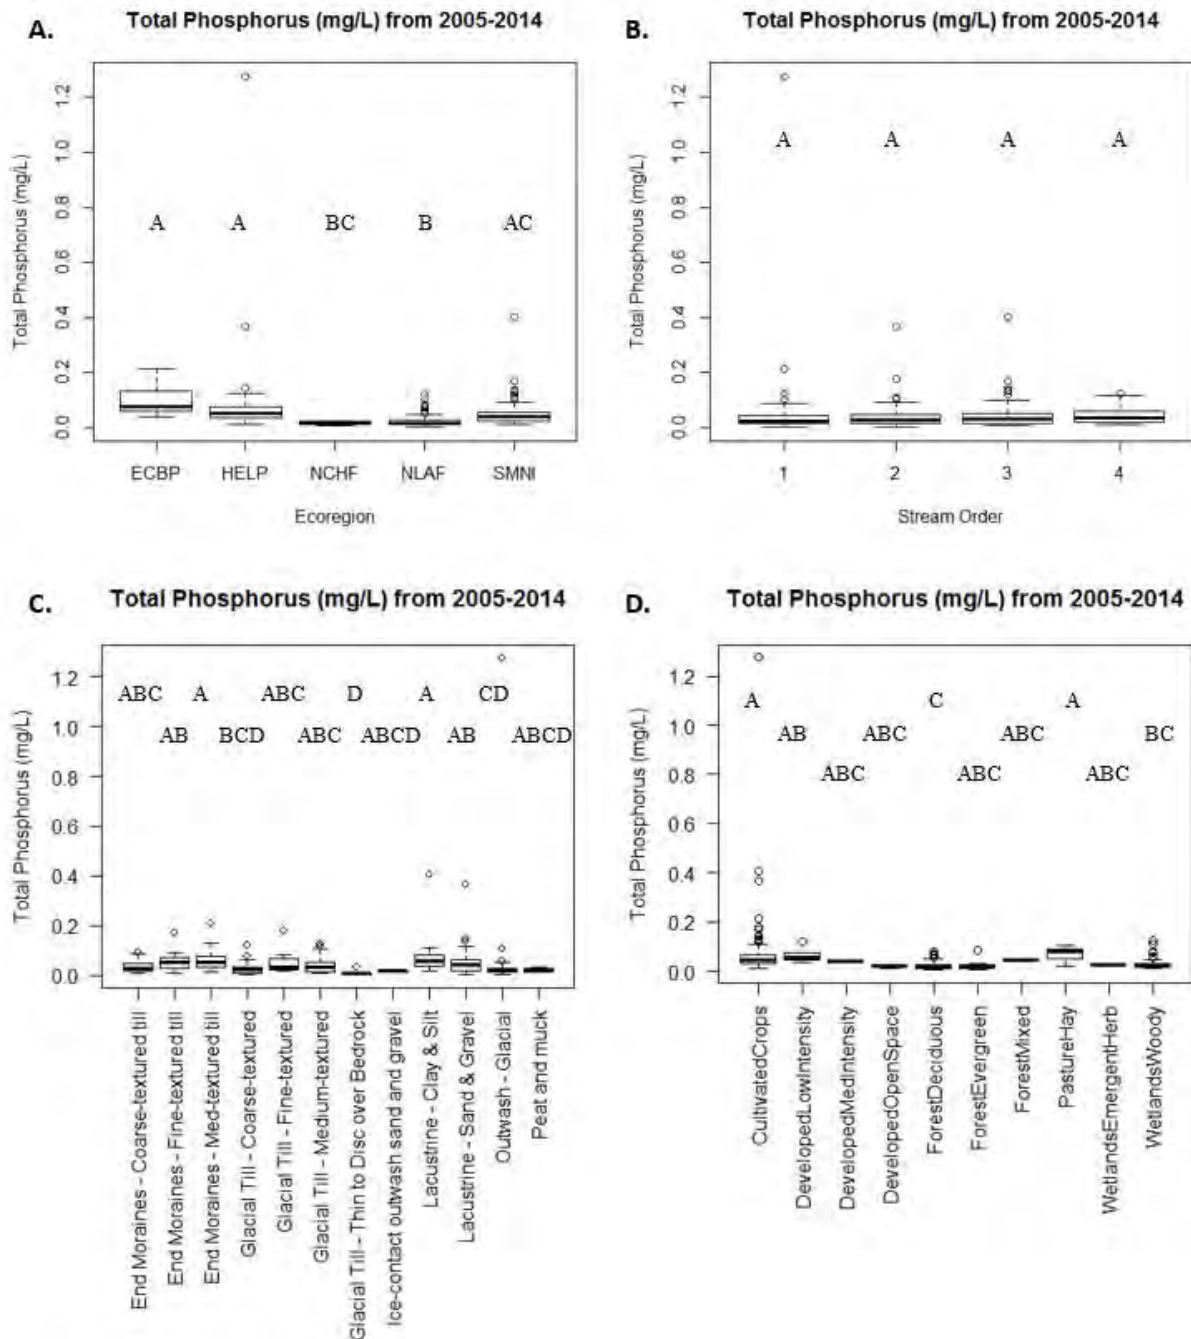 A.
Total Phosphorus (mg/L) from 2005-2014
Total Phosphorus (mg/L)
1.2
1.0
0.8
0.6
0.4
0.2
0.0
A A BC B AC
ECBP HELP NCHF NLAF SMNI
Ecoregion
B.
Total Phosphorus (mg/L) from 2005-2014
Total Phosphorus (mg/L)
1.2
1.0
0.8
0.6
0.4
0.2
0.0
A A A A
1 2 3 4
Stream Order
C.
Total Phosphorus (mg/L) from 2005-2014
Total Phosphorus (mg/L)
1.2
1.0
0.8
0.6
0.4
0.2
0.0
ABC A ABC D A CD
AB BCD ABC ABCD AB ABCD
End Moraines - Coarse-textured till
End Moraines - Fine-textured till
End Moraines - Med-textured till
Glacial Till - Coarse-textured
Glacial Till - Fine-textured
Glacial Till - Medium-textured
Glacial Till - Thin to Disc over Bedrock
Ice-contact outwash sand and gravel
Lacustrine - Clay & Silt
Lacustrine - Sand & Gravel
Outwash - Glacial
Peat and muck
D.
Total Phosphorus (mg/L) from 2005-2014
Total Phosphorus (mg/L)
1.2
1.0
0.8
0.6
0.4
0.2
0.0
A C A
AB ABC ABC BC
ABC ABC ABC
CultivatedCrops
DevelopedLowIntensity
DevelopedMedIntensity
DevelopedOpenSpace
ForestDeciduous
ForestEvergreen
ForestMixed
PastureHay
WetlandsEmergentHerb
WetlandsWoody